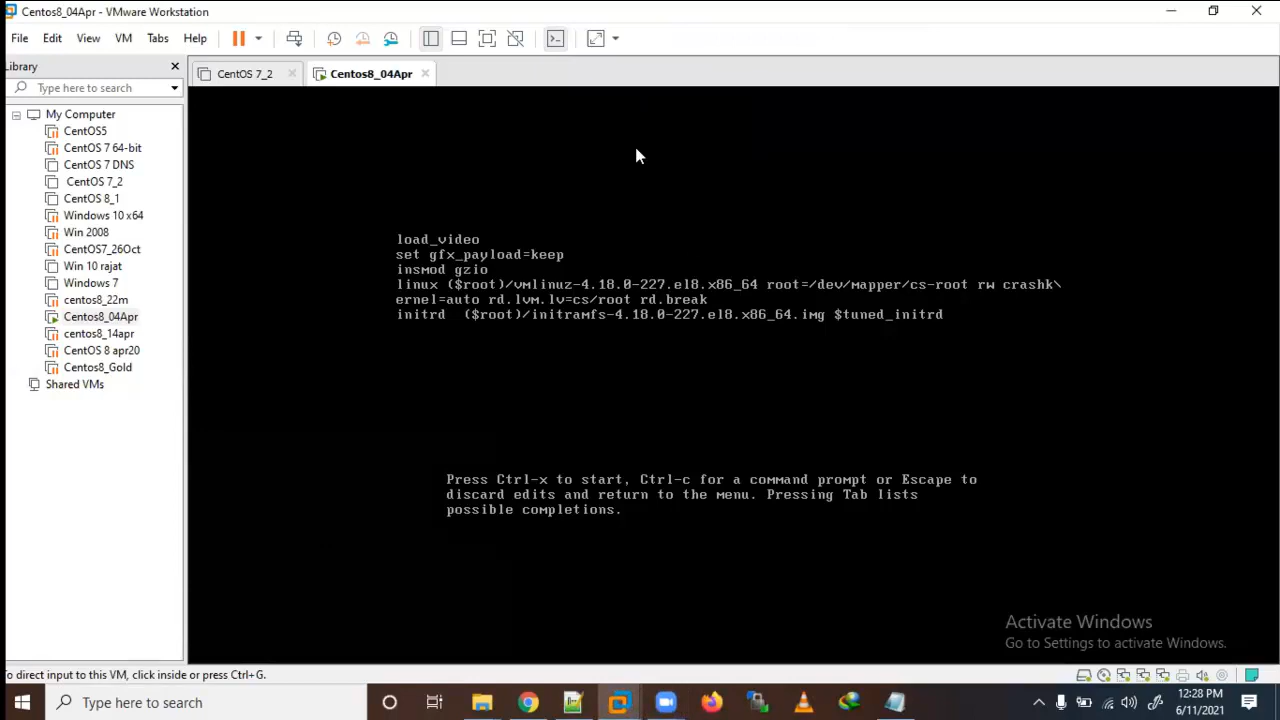 Centos8_04Apr - VMware Workstation
File Edit View VM Tabs Help
Library
Type here to search
CentOS 7_2
Centos8_04Apr
My Computer
CentOS5
CentOS 7 64-bit
CentOS 7 DNS
CentOS 7_2
CentOS 8_1
Windows 10 x64
Win 2008
CentOS7_26Oct
Win 10 rajat
Windows 7
centos8_22m
Centos8_04Apr
centos8_14apr
CentOS 8 apr20
Centos8_Gold
Shared VMs
load_video
set gfx_payload=keep
insmod gzio
linux ($root)/vmlinuz-4.18.0-227.el8.x86_64 root=/dev/mapper/cs-root rw crashk\
ernel=auto rd.lvm.lv=cs/root rd.break
initrd ($root)/initramfs-4.18.0-227.el8.x86_64.img $tuned_initrd
Press Ctrl-x to start, Ctrl-c for a command prompt or Escape to
discard edits and return to the menu. Pressing Tab lists
possible completions.
Activate Windows
Go to Settings to activate Windows.
To direct input to this VM, click inside or press Ctrl+G.
Type here to search
12:28 PM
6/11/2021